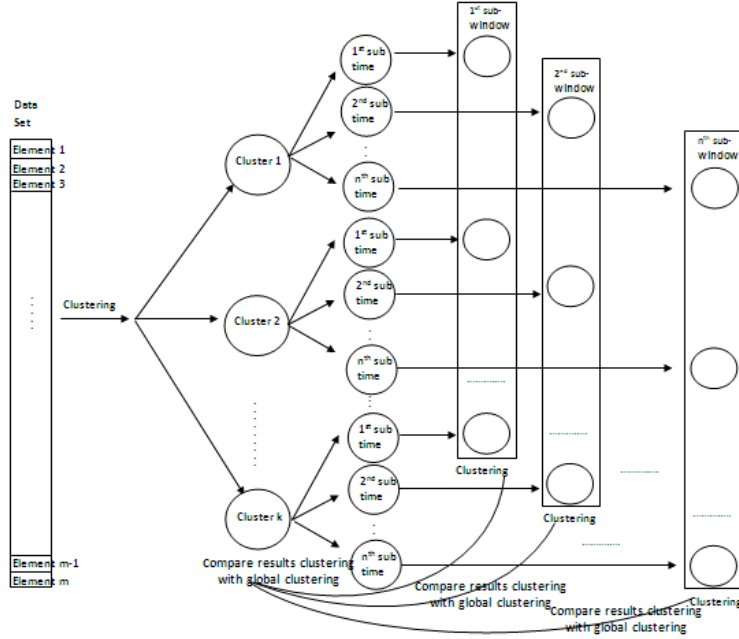 Data
Set
Element 1
Element 2
Element 3
Element m-1
Element m
Clustering
Cluster 1
Cluster 2
Cluster k
1st sub
time
2nd sub
time
nth sub
time
1st sub
time
2nd sub
time
nth sub
time
1st sub
time
2nd sub
time
nth sub
time
1st sub-
window
2nd sub-
window
nth sub-
window
Clustering
Clustering
Clustering
Compare results clustering
with global clustering
Compare results clustering
with global clustering
Compare results clustering
with global clustering